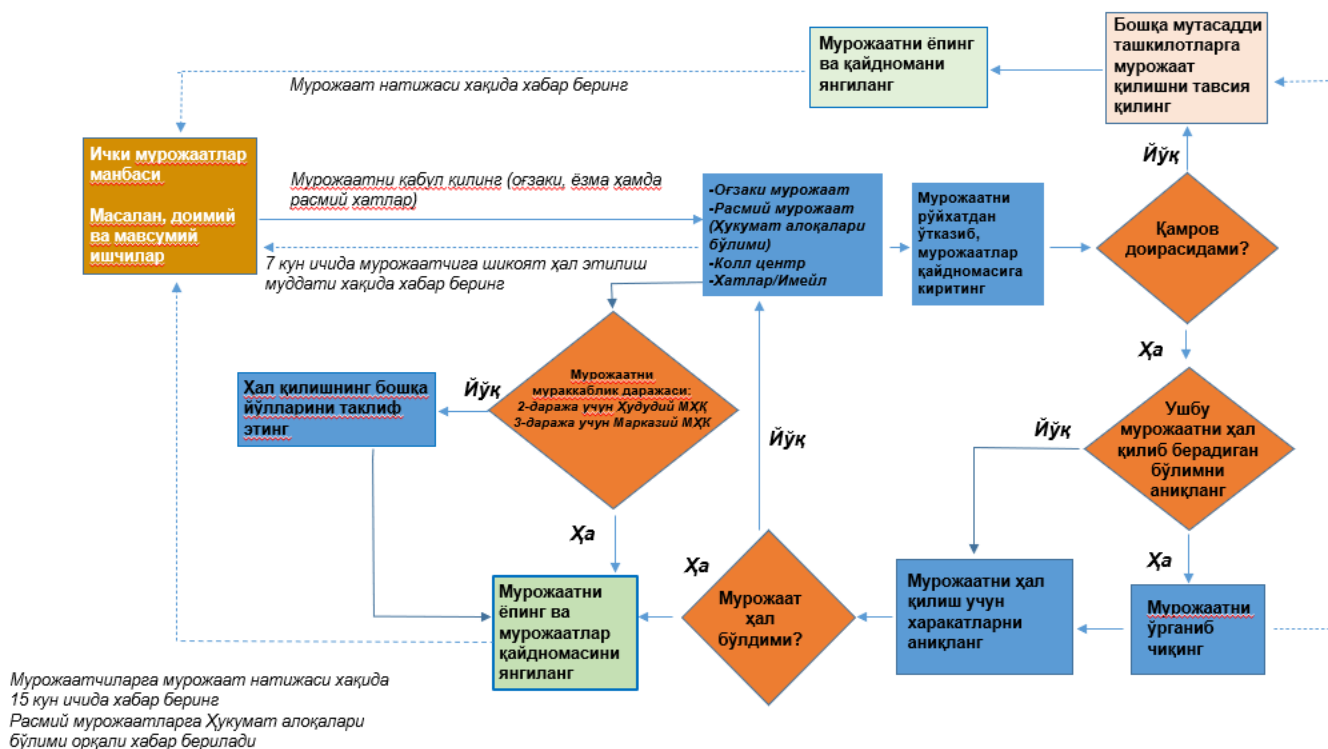 Мурожаатни ёпинг
ва қайдномани
янгиланг
Бошқа мутасадди
ташкилотларга
мурожаат
қилишни тавсия
қилинг
Мурожаат натижаси хақида хабар беринг
Ички мурожаатлар
манбаси
Масалан, доимий
ва мавсумий
ишчилар
Мурожаатни қабул қилинг (оғзаки, ёзма ҳамда
расмий хатлар)
7 кун ичида мурожаатчига шикоят ҳал этилиш
муддати хақида хабар беринг
-Оғзаки мурожаат
-Расмий мурожаат
(Ҳукумат алоқалари
бўлими)
-Колл центр
-Хатлар/Имейл
Мурожаатни
рўйхатдан
ўтказиб,
мурожаатлар
қайдномасига
киритинг
Йўқ
Қамров
доирасидами?
Ҳа
Мурожаатни
мураккаблик даражаси:
2-даража учун Ҳудудий МҲҚ
3-даража учун Марказий МҲК
Йўқ
Ҳал қилишнинг бошқа
йўлларини таклиф
этинг
Ҳа
Йўқ
Йўқ
Ушбу
мурожаатни ҳал
қилиб берадиган
бўлимни
аниқланг
Ҳа
Мурожаатни
ёпинг ва
мурожаатлар
қайдномасини
янгиланг
Ҳа
Мурожаат
ҳал
бўлдими?
Мурожаатни ҳал
қилиш учун
харакатларни
аниқланг
Мурожаатни
ўрганиб
чиқинг
Мурожаатчиларга мурожаат натижаси хақида
15 кун ичида хабар беринг
Расмий мурожаатларга Ҳукумат алоқалари
бўлими орқали хабар берилади